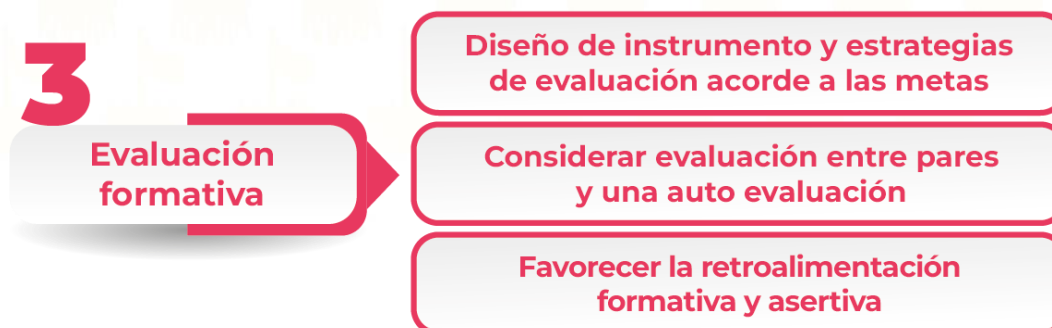 3
Evaluación
formativa
Diseño de instrumento y estrategias
de evaluación acorde a las metas
Considerar evaluación entre pares
y una auto evaluación
Favorecer la retroalimentación
formativa y asertiva